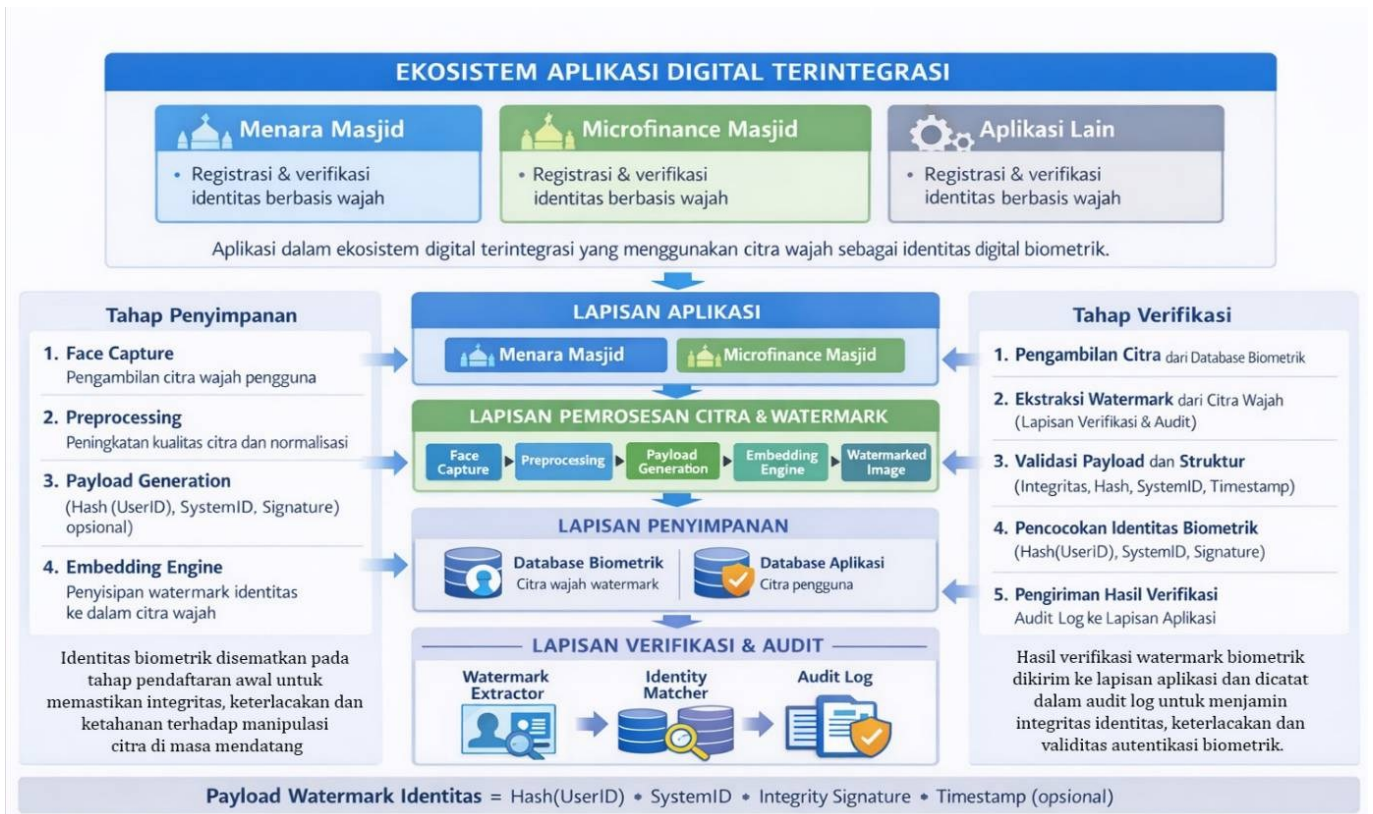 EKOSISTEM APLIKASI DIGITAL TERINTEGRASI
Menara Masjid
• Registrasi & verifikasi
identitas berbasis wajah
Microfinance Masjid
• Registrasi & verifikasi
identitas berbasis wajah
Aplikasi Lain
• Registrasi & verifikasi
identitas berbasis wajah
Aplikasi dalam ekosistem digital terintegrasi yang menggunakan citra wajah sebagai identitas digital biometrik.
Tahap Penyimpanan
1. Face Capture
Pengambilan citra wajah pengguna
2. Preprocessing
Peningkatan kualitas citra dan normalisasi
3. Payload Generation
(Hash (UserID), SystemID, Signature)
opsional)
4. Embedding Engine
Penyisipan watermark identitas
ke dalam citra wajah
Identitas biometrik disematkan pada
tahap pendaftaran awal untuk
memastikan integritas, keterlacakan dan
ketahanan terhadap manipulasi
citra di masa mendatang
LAPISAN APLIKASI
Menara Masjid
Microfinance Masjid
LAPISAN PEMROSESAN CITRA & WATERMARK
Face
Capture
Preprocessing
Payload
Generation
Embedding
Engine
Watermarked
Image
LAPISAN PENYIMPANAN
Database Biometrik
Citra wajah watermark
Database Aplikasi
Citra pengguna
LAPISAN VERIFIKASI & AUDIT
Watermark
Extractor
Identity
Matcher
Audit Log
Tahap Verifikasi
1. Pengambilan Citra dari Database Biometrik
2. Ekstraksi Watermark dari Citra Wajah
(Lapisan Verifikasi & Audit)
3. Validasi Payload dan Struktur
(Integritas, Hash, SystemID, Timestamp)
4. Pencocokan Identitas Biometrik
(Hash(UserID), SystemID, Signature)
5. Pengiriman Hasil Verifikasi
Audit Log ke Lapisan Aplikasi
Hasil verifikasi watermark biometrik
dikirim ke lapisan aplikasi dan dicatat
dalam audit log untuk menjamin
integritas identitas, keterlacakan dan
validitas autentikasi biometrik.
Payload Watermark Identitas = Hash(UserID) • SystemID • Integrity Signature • Timestamp (opsional)